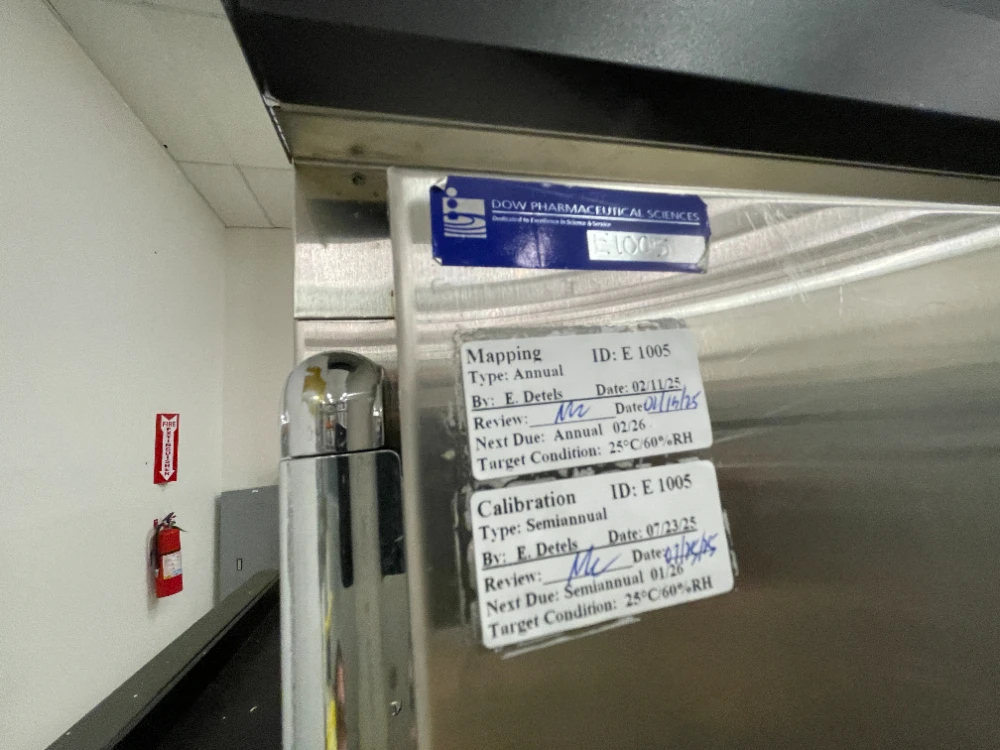 DOW PHARMACEUTICAL SCIENCES
Dedicated to Excellence in Science & Service
E1005
Mapping ID: E 1005
Type: Annual
By: E. Detels Date: 02/11/25
Review: Date
Next Due: Annual 02/26
Target Condition: 25°C/60%RH
Calibration ID: E 1005
Type: Semiannual
By: E. Detels Date: 07/23/25
Review: Date:
Next Due: Semiannual 01/26
Target Condition: 25°C/60%RH
FIRE
EXTINGUISHER